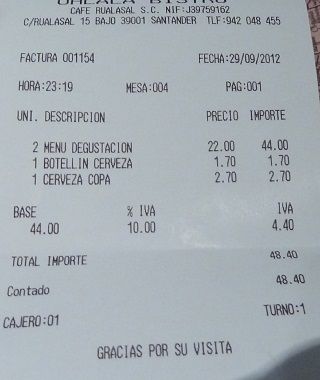 OHLALA BISTRO
CAFE RUALASAL S.C. NIF:J39759162
C/RUALASAL 15 BAJO 39001 SANTANDER TLF:942 048 455
FACTURA 001154 FECHA:29/09/2012
HORA:23:19 MESA:004 PAG:001
UNI. DESCRIPCION PRECIO IMPORTE
2 MENU DEGUSTACION 22.00 44.00
1 BOTELLIN CERVEZA 1.70 1.70
1 CERVEZA COPA 2.70 2.70
BASE % IVA IVA
44.00 10.00 4.40
TOTAL IMPORTE 48.40
Contado 48.40
CAJERO:01 TURNO:1
GRACIAS POR SU VISITA